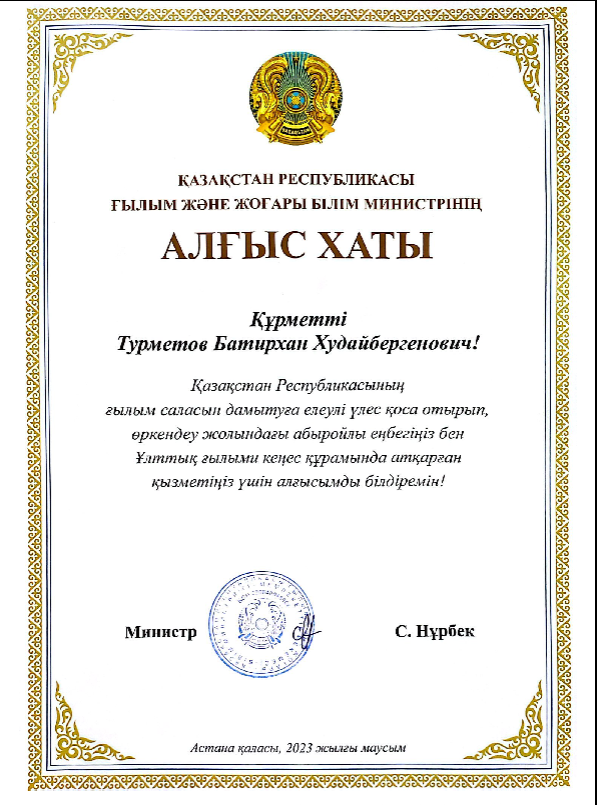 ҚАЗАҚСТАН
ҚАЗАҚСТАН РЕСПУБЛИКАСЫ
ҒЫЛЫМ ЖӘНЕ ЖОҒАРЫ БІЛІМ МИНИСТРІНІҢ
АЛҒЫС ХАТЫ
Құрметті
Турметов Батирхан Худайбергенович!
Қазақстан Республикасының
ғылым саласын дамытуға елеулі үлес қоса отырып,
өркендеу жолындағы абыройлы еңбегіңіз бен
Ұлттық ғылыми кеңес құрамында атқарған
қызметіңіз үшін алғысымды білдіремін!
Министр
С. Нұрбек
Астана қаласы, 2023 жылғы маусым